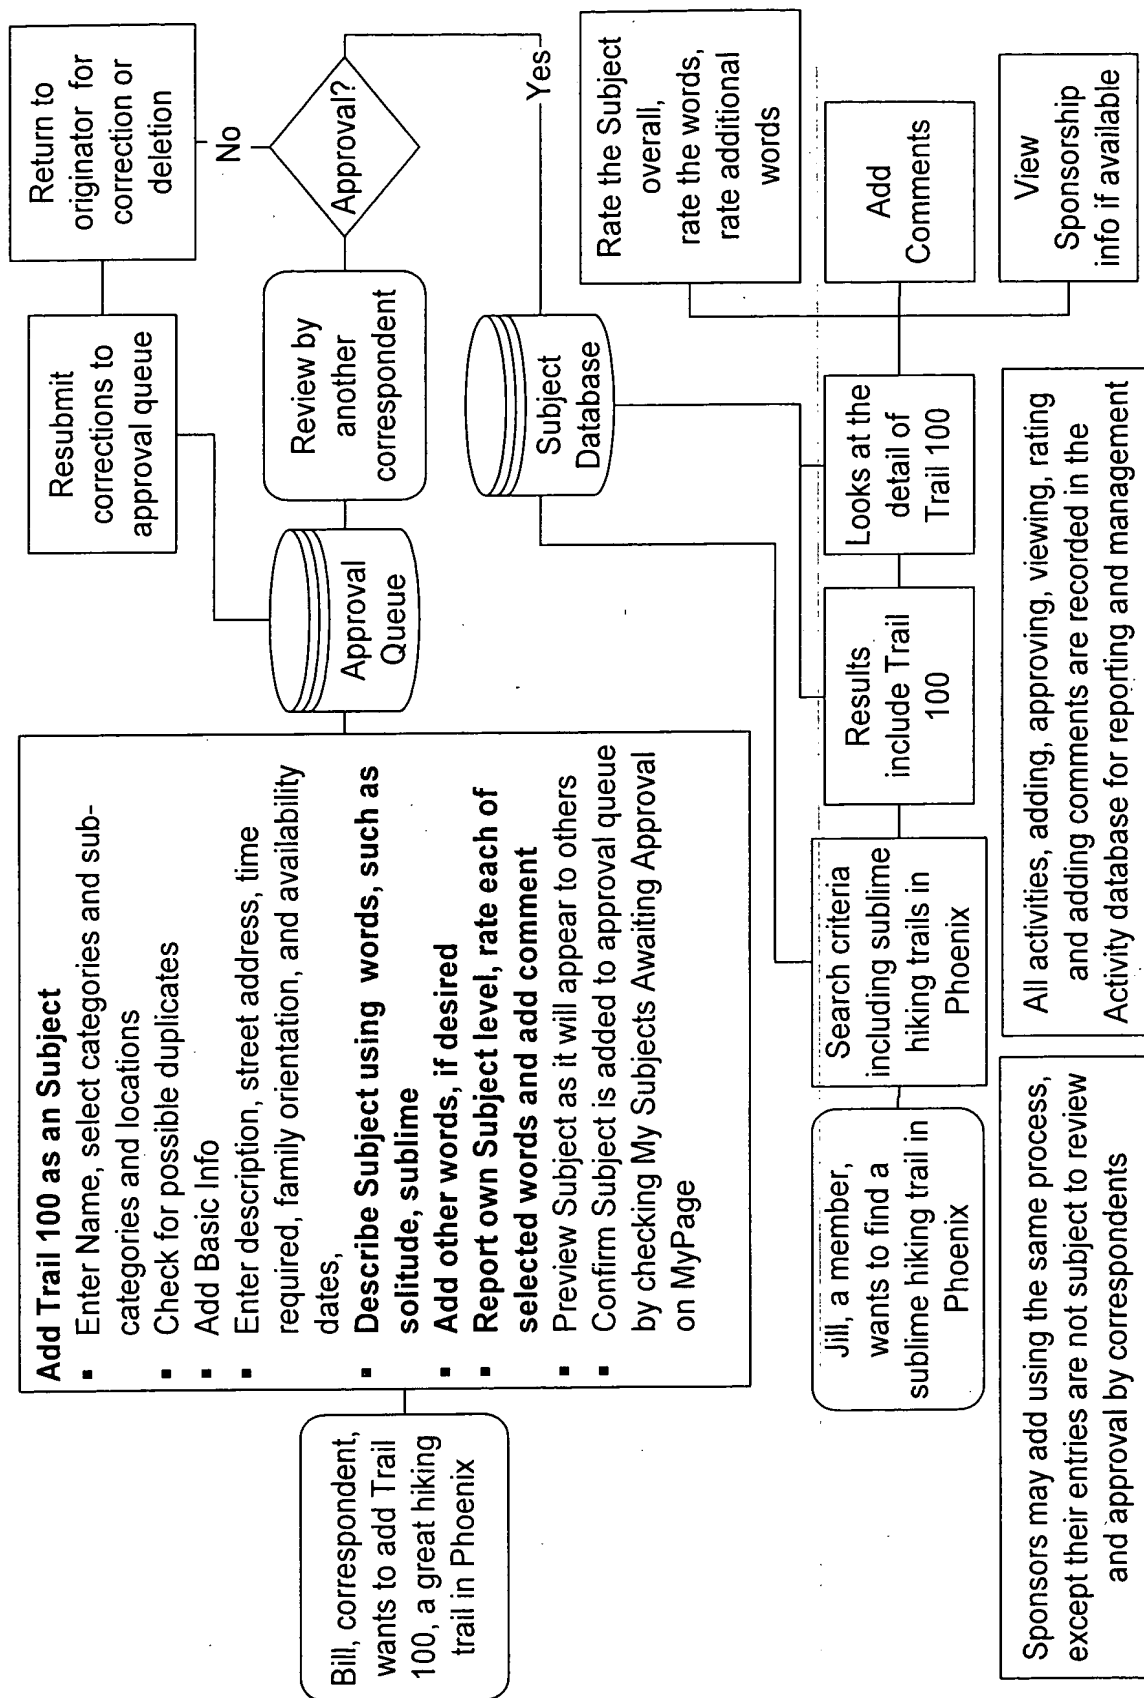 Bill, correspondent,
wants to add Trail
100, a great hiking
trail in Phoenix
Add Trail 100 as an Subject
▪ Enter Name, select categories and sub-
categories and locations
▪ Check for possible duplicates
▪ Add Basic Info
▪ Enter description, street address, time
required, family orientation, and availability
dates,
▪ Describe Subject using words, such as
solitude, sublime
▪ Add other words, if desired
▪ Report own Subject level, rate each of
selected words and add comment
▪ Preview Subject as it will appear to others
▪ Confirm Subject is added to approval queue
by checking My Subjects Awaiting Approval
on MyPage
Approval
Queue
Resubmit
corrections to
approval queue
Review by
another
correspondent
Return to
originator for
correction or
deletion
No
Approval?
Yes
Subject
Database
Jill, a member,
wants to find a
sublime hiking trail in
Phoenix
Search criteria
including sublime
hiking trails in
Phoenix
Results
include Trail
100
Looks at the
detail of
Trail 100
Rate the Subject
overall,
rate the words,
rate additional
words
Add
Comments
View
Sponsorship
info if available
Sponsors may add using the same process,
except their entries are not subject to review
and approval by correspondents
All activities, adding, approving, viewing, rating
and adding comments are recorded in the
Activity database for reporting and management